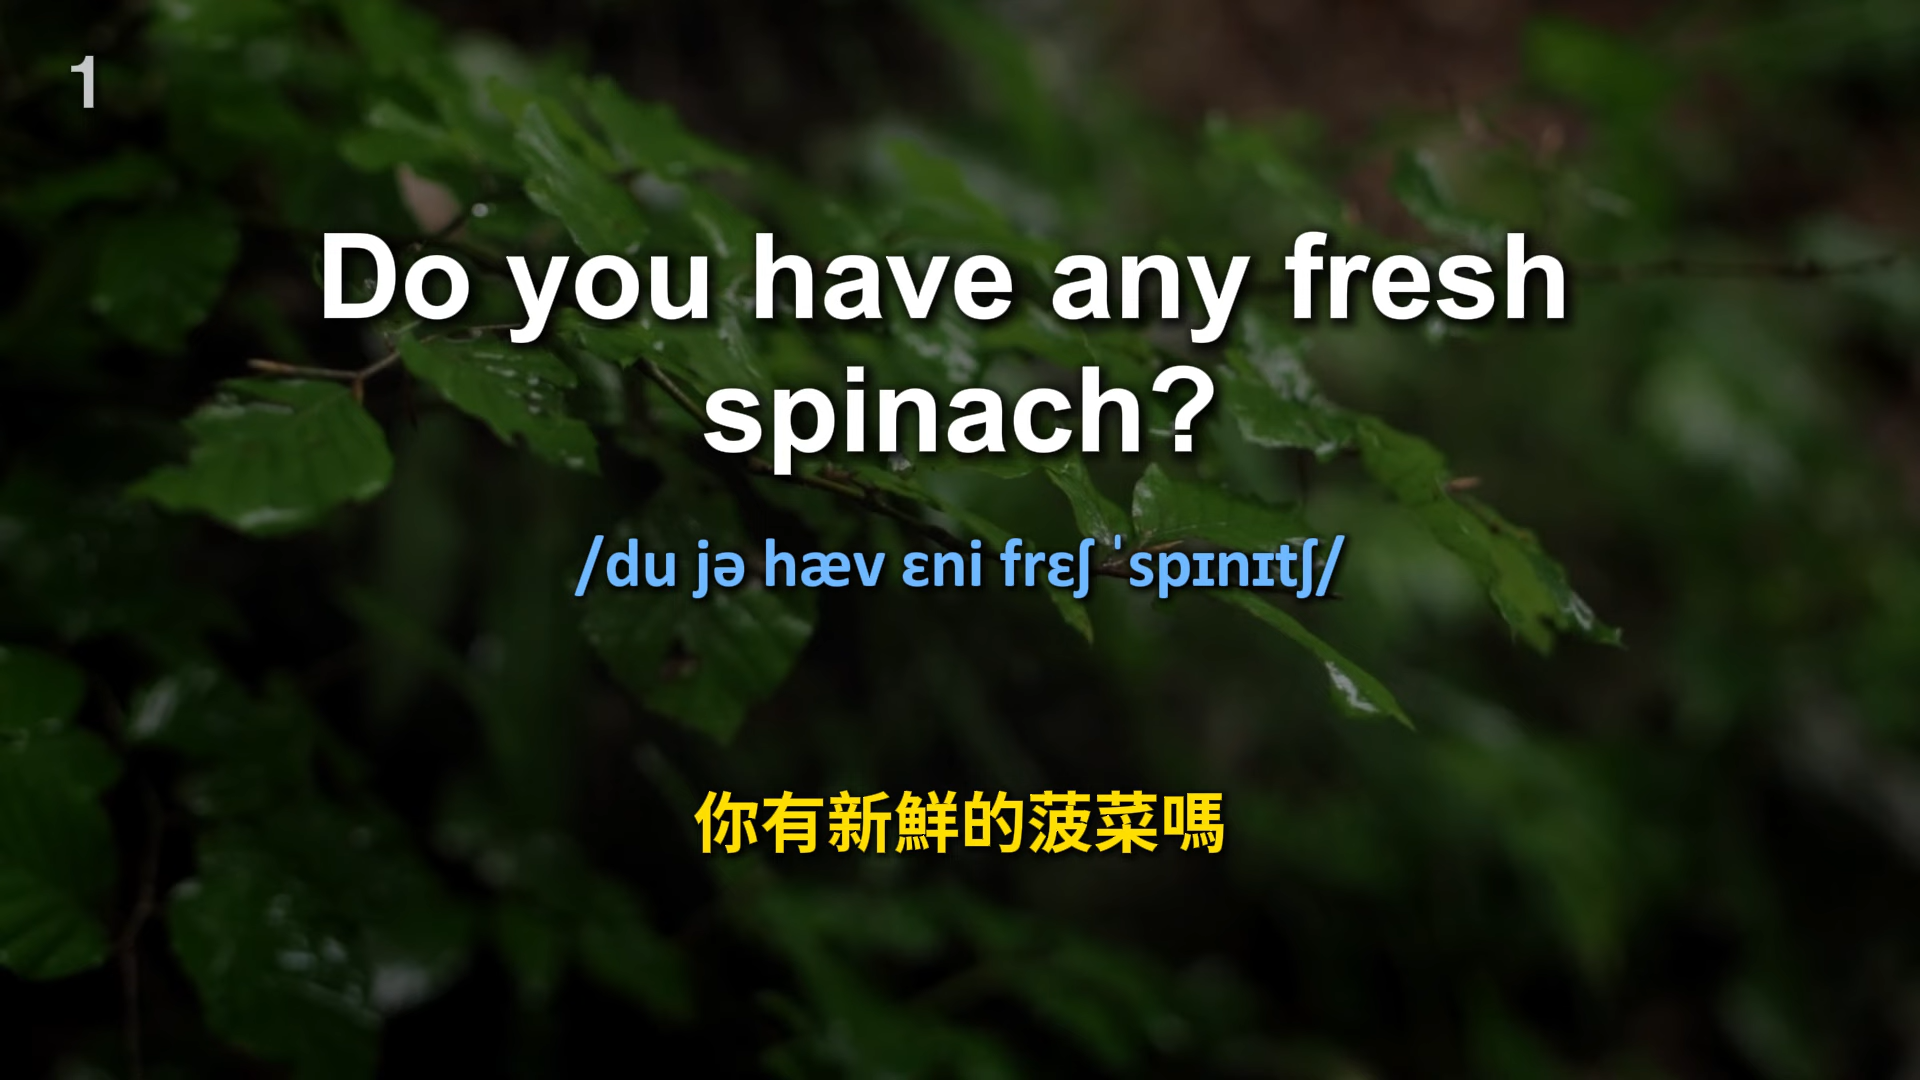 1
Do you have any fresh
spinach?
/du jə hæv ɛni frɛʃ ˈspɪnɪtʃ/
你有新鮮的菠菜嗎